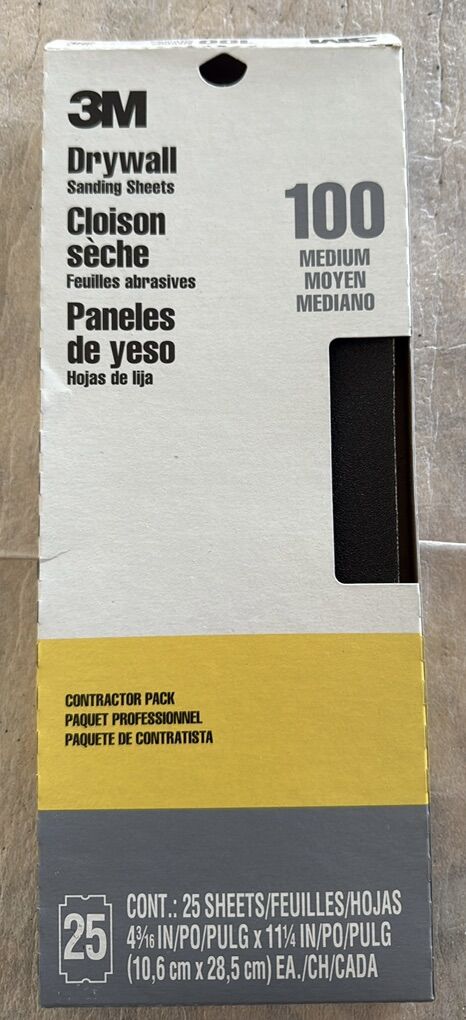 100
3M
3M
Drywall
Sanding Sheets
Cloison
sèche
Feuilles abrasives
Paneles
de yeso
Hojas de lija
100
MEDIUM
MOYEN
MEDIANO
CONTRACTOR PACK
PAQUET PROFESSIONNEL
PAQUETE DE CONTRATISTA
25
CONT.: 25 SHEETS/FEUILLES/HOJAS
4 3/16 IN/PO/PULG x 11 1/4 IN/PO/PULG
(10,6 cm x 28,5 cm) EA./CH/CADA